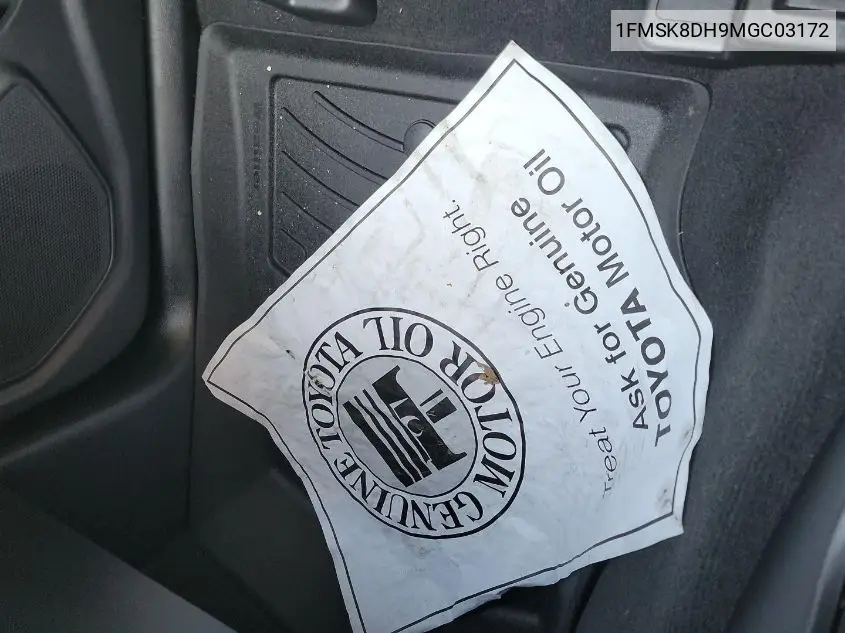 1FMSK8DH9MGC03172
Treat Your Engine Right.
Ask for Genuine
TOYOTA Motor Oil
GENUINE TOYOTA MOTOR OIL